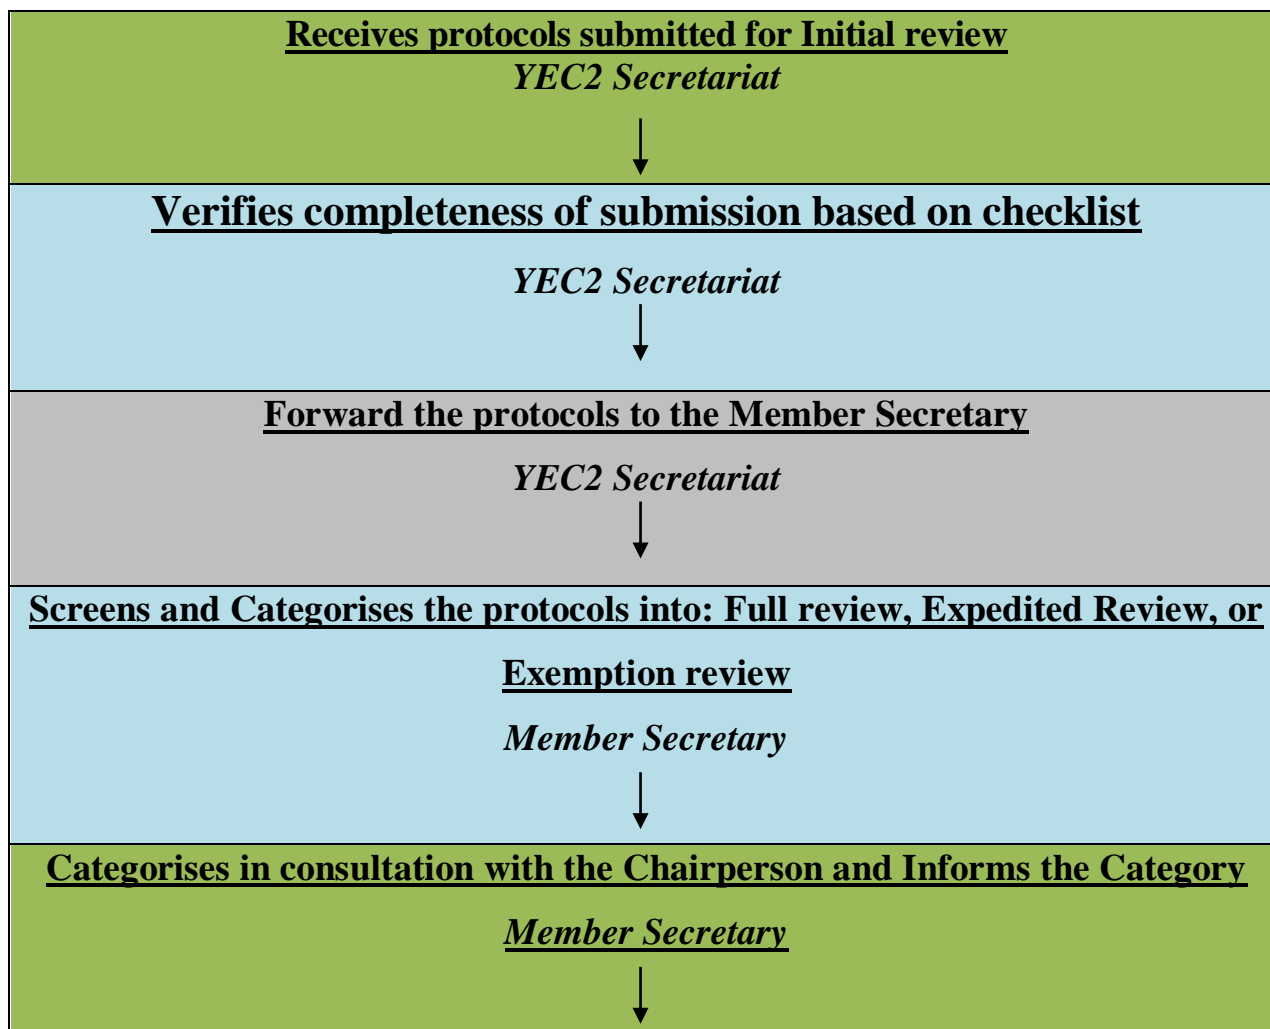 Receives protocols submitted for Initial review
YEC2 Secretariat
Verifies completeness of submission based on checklist
YEC2 Secretariat
Forward the protocols to the Member Secretary
YEC2 Secretariat
Screens and Categorises the protocols into: Full review, Expedited Review, or
Exemption review
Member Secretary
Categorises in consultation with the Chairperson and Informs the Category
Member Secretary